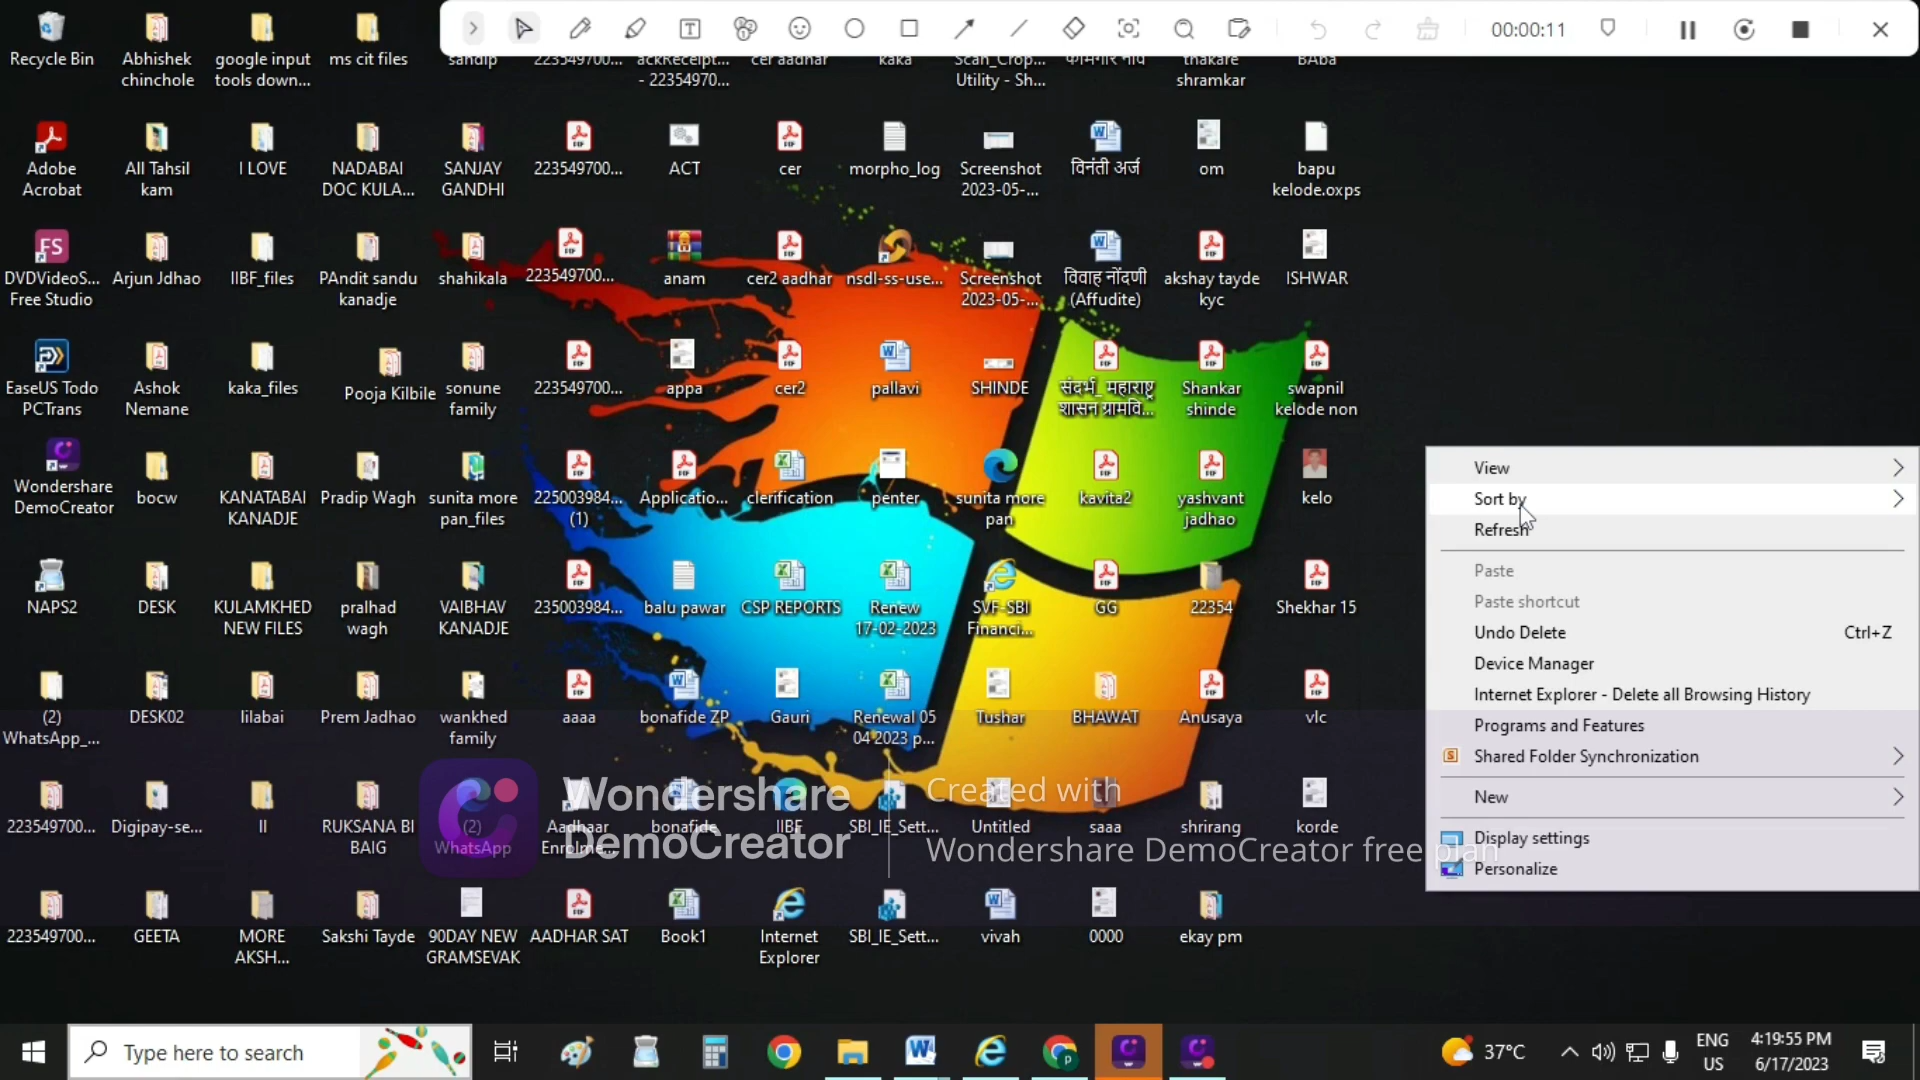 00:00:11
Recycle Bin
Abhishek
chinchole
google input
tools down...
ms cit files
sandip
223549700...
ackReceipt...
- 22354970...
cer aadhar
kaka
Scan_Crop...
Utility - Sh...
कामगार नाव
thakare
shramkar
BAba
Adobe
Acrobat
All Tahsil
kam
I LOVE
NADABAI
DOC KULA...
SANJAY
GANDHI
223549700...
ACT
cer
morpho_log
Screenshot
2023-05-...
विनंती अर्ज
om
bapu
kelode.oxps
DVDVideoS...
Free Studio
Arjun Jdhao
IIBF_files
PAndit sandu
kanadje
shahikala
223549700...
anam
cer2 aadhar
nsdl-ss-use...
Screenshot
2023-05-...
विवाह नोंदणी
(Affudite)
akshay tayde
kyc
ISHWAR
EaseUS Todo
PCTrans
Ashok
Nemane
kaka_files
Pooja Kilbile
sonune
family
223549700...
appa
cer2
pallavi
SHINDE
संदर्भ_ महाराष्ट्र
शासन ग्रामवि...
Shankar
shinde
swapnil
kelode non
Wondershare
DemoCreator
bocw
KANATABAI
KANADJE
Pradip Wagh
sunita more
pan_files
225003984...
(1)
Applicatio...
clerification
penter
sunita more
pan
kavita2
yashvant
jadhao
kelo
NAPS2
DESK
KULAMKHED
NEW FILES
pralhad
wagh
VAIBHAV
KANADJE
235003984...
balu pawar
CSP REPORTS
Renew
17-02-2023
SVF-SBI
Financi...
GG
22354
Shekhar 15
(2)
WhatsApp_...
DESK02
lilabai
Prem Jadhao
wankhed
family
aaaa
bonafide ZP
Gauri
Renewal 05
04 2023 p...
Tushar
BHAWAT
Anusaya
vlc
223549700...
Digipay-se...
II
RUKSANA BI
BAIG
(2)
WhatsApp
Aadhaar
Enrolme...
bonafide
IIBF
SBI_IE_Sett...
Untitled
saaa
shrirang
korde
223549700...
GEETA
MORE
AKSH...
Sakshi Tayde
90DAY NEW
GRAMSEVAK
AADHAR SAT
Book1
Internet
Explorer
SBI_IE_Sett...
vivah
0000
ekay pm
View
Sort by
Refresh
Paste
Paste shortcut
Undo Delete Ctrl+Z
Device Manager
Internet Explorer - Delete all Browsing History
Programs and Features
Shared Folder Synchronization
New
Display settings
Personalize
Wondershare
DemoCreator
Created with
Wondershare DemoCreator free plan
Type here to search
37°C
ENG
US
4:19:55 PM
6/17/2023